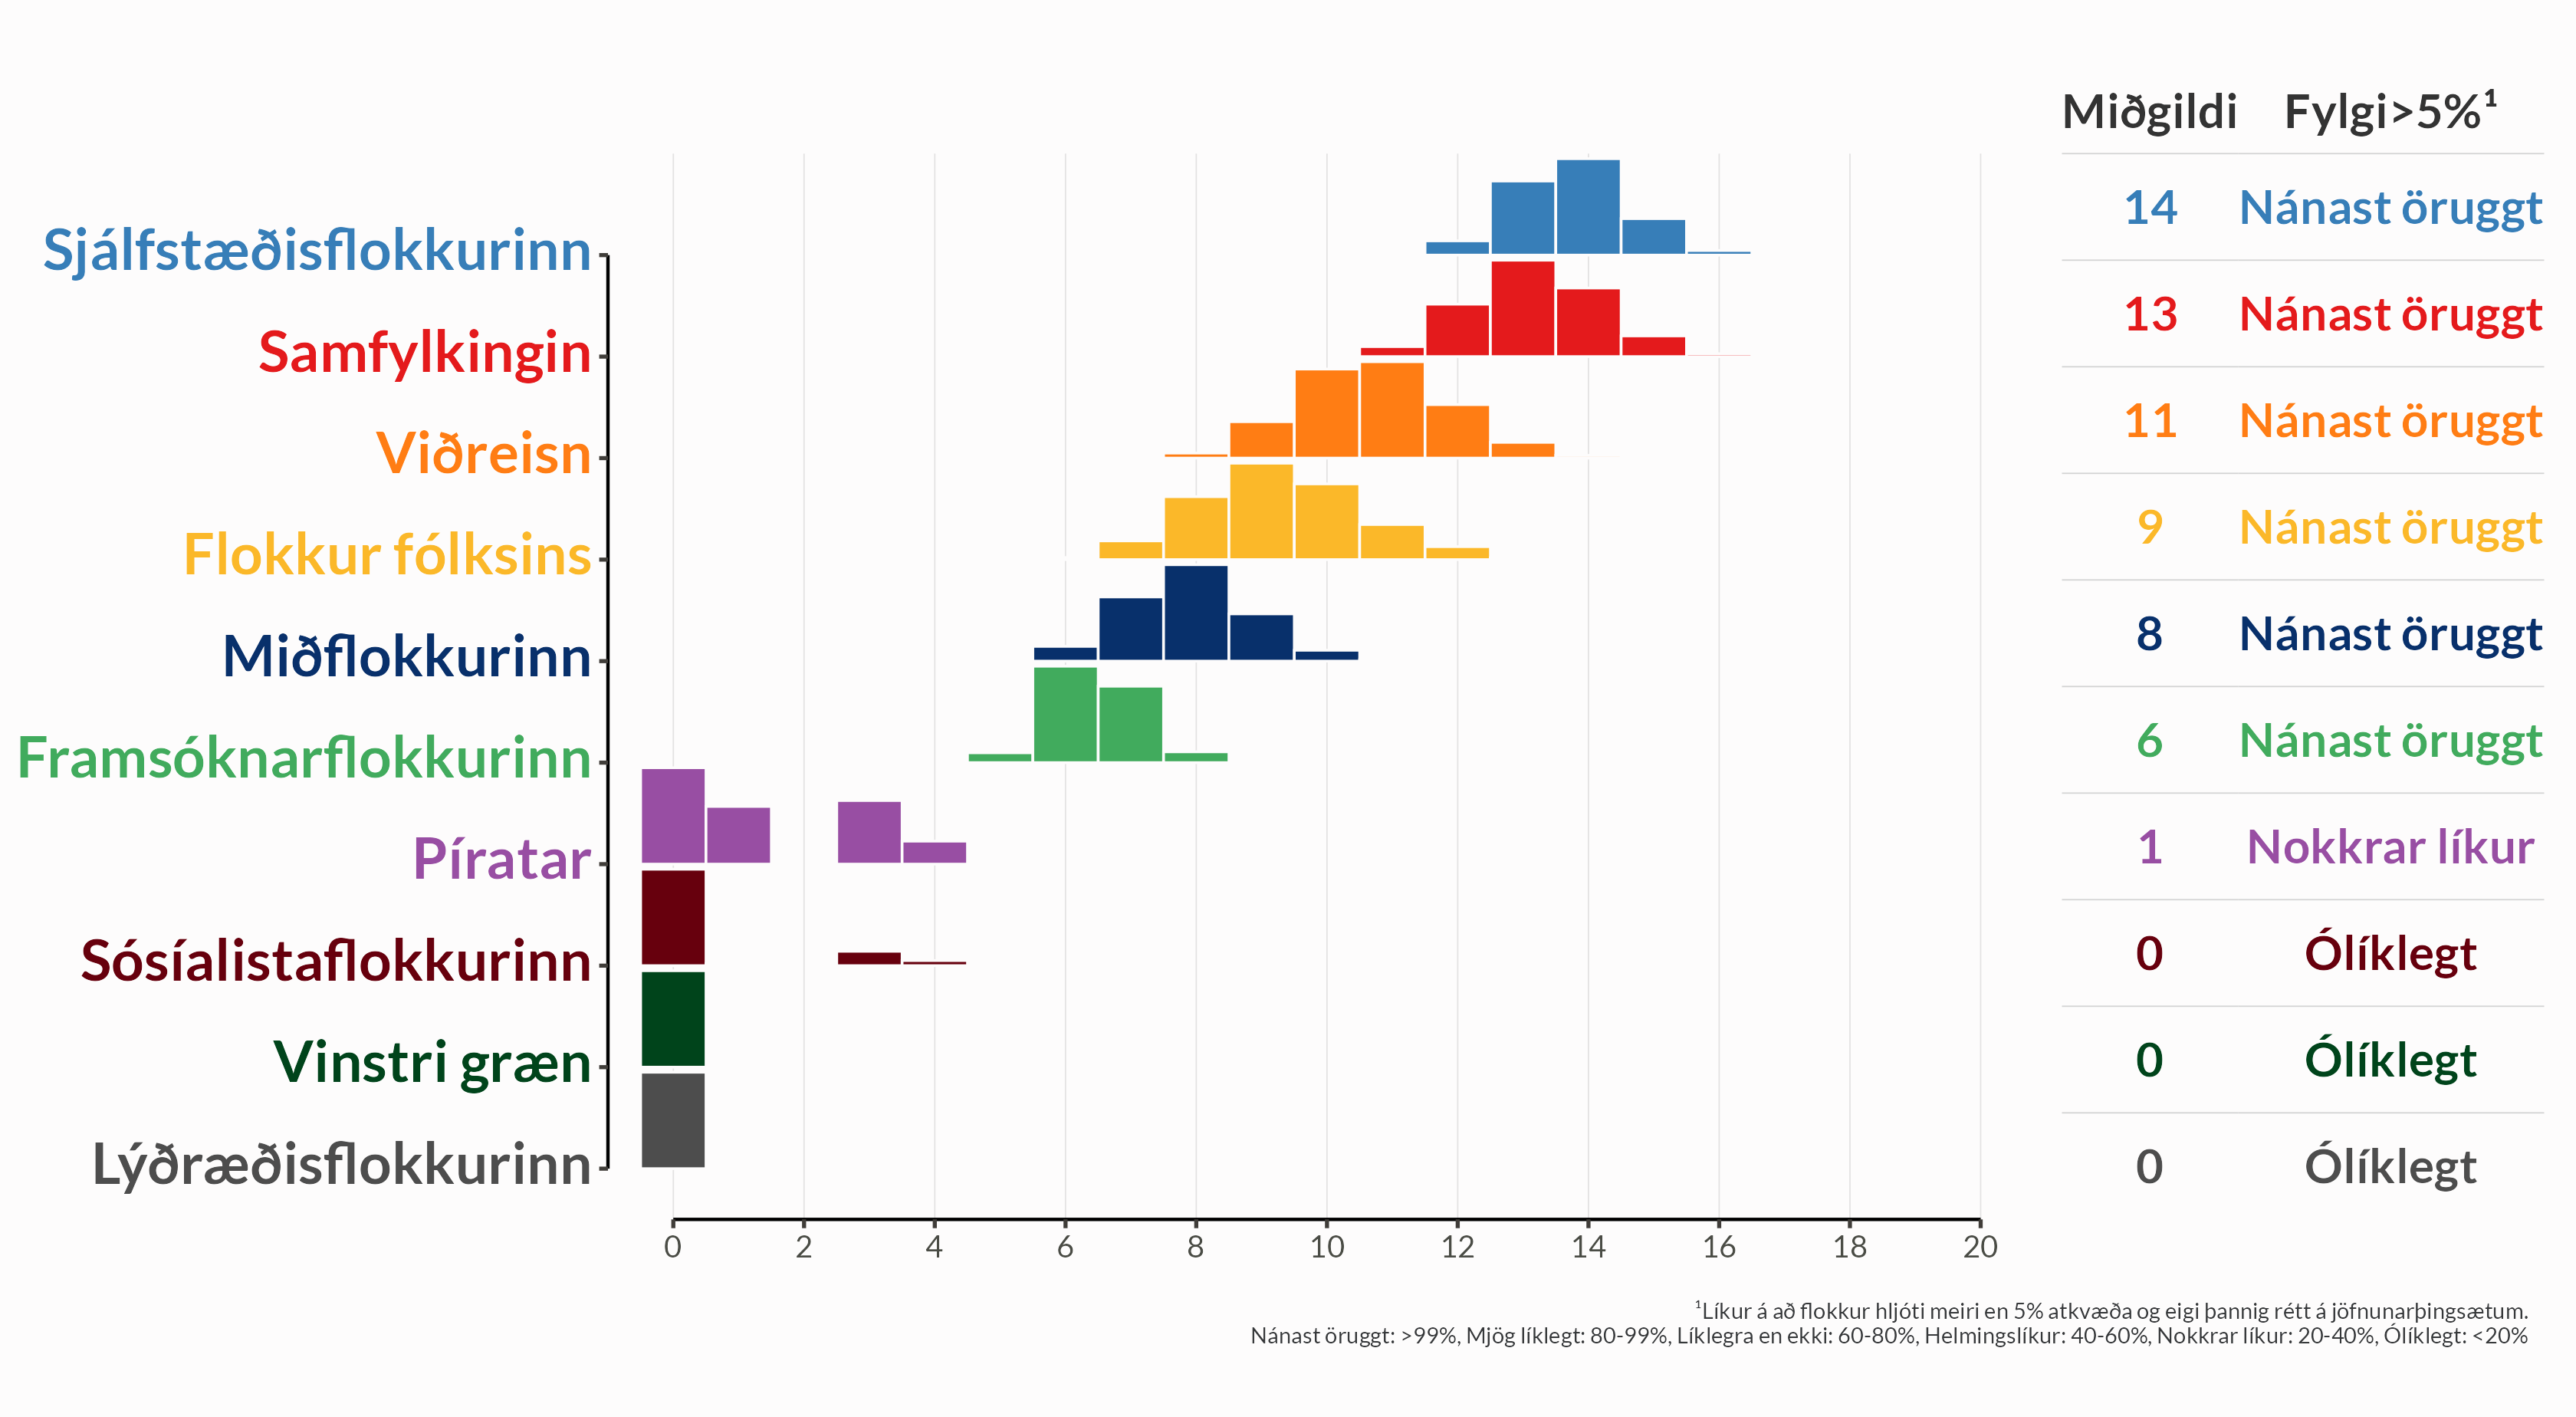 Miðgildi Fylgi>5%¹
Sjálfstæðisflokkurinn 14 Nánast öruggt
Samfylkingin 13 Nánast öruggt
Viðreisn 11 Nánast öruggt
Flokkur fólksins 9 Nánast öruggt
Miðflokkurinn 8 Nánast öruggt
Framsóknarflokkurinn 6 Nánast öruggt
Píratar 1 Nokkrar líkur
Sósíalistaflokkurinn 0 Ólíklegt
Vinstri græn 0 Ólíklegt
Lýðræðisflokkurinn 0 Ólíklegt
0 2 4 6 8 10 12 14 16 18 20
¹Líkur á að flokkur hljóti meiri en 5% atkvæða og eigi þannig rétt á jöfnunarþingsætum.
Nánast öruggt: >99%, Mjög líklegt: 80-99%, Líklegra en ekki: 60-80%, Helmingslíkur: 40-60%, Nokkrar líkur: 20-40%, Ólíklegt: <20%